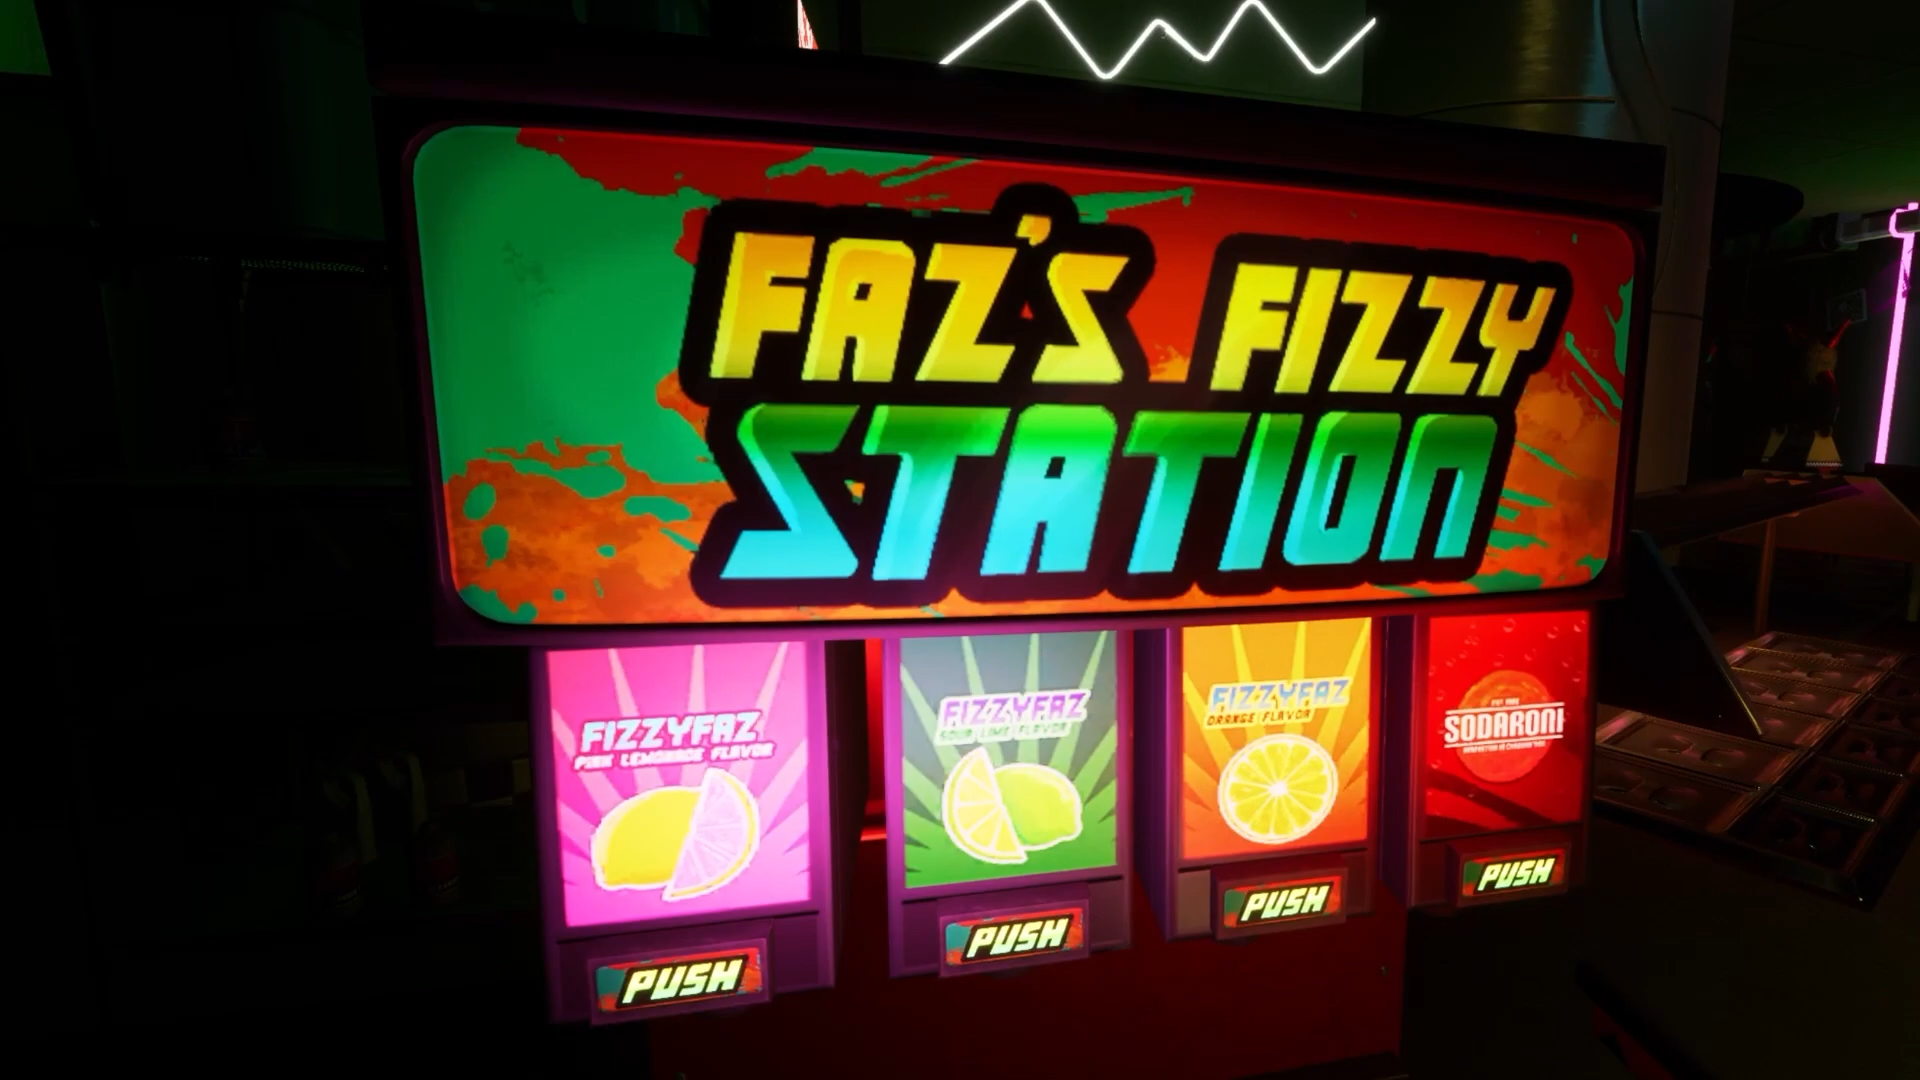 FAZ'S FIZZY
STATION
FIZZYFAZ
PINK LEMONADE FLAVOR
PUSH
FIZZYFAZ
SOUR LIME FLAVOR
PUSH
FIZZYFAZ
ORANGE FLAVOR
PUSH
SODARONI
PUSH